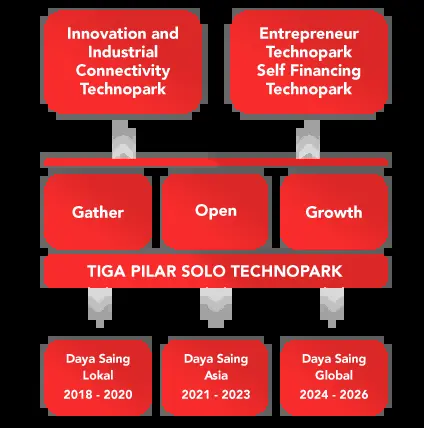 Innovation and
Industrial
Connectivity
Technopark
Entrepreneur
Technopark
Self Financing
Technopark
Gather
Open
Growth
TIGA PILAR SOLO TECHNOPARK
Daya Saing
Lokal
2018 - 2020
Daya Saing
Asia
2021 - 2023
Daya Saing
Global
2024 - 2026